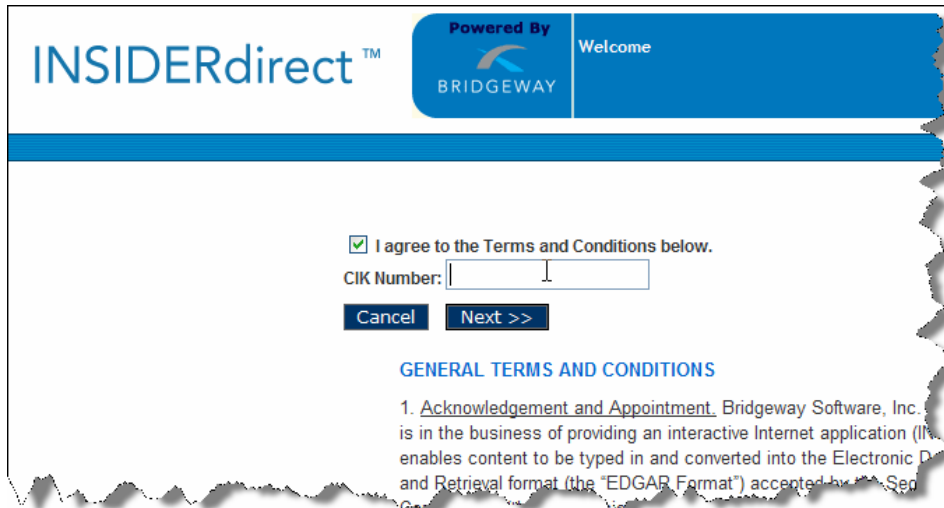 Powered By
INSIDERdirect™
Welcome
BRIDGEWAY
I agree to the Terms and Conditions below.
CIK Number:
Cancel Next >>
GENERAL TERMS AND CONDITIONS
1. Acknowledgement and Appointment. Bridgeway Software, Inc.
is in the business of providing an interactive Internet application
enables content to be typed in and converted into the Electronic
and Retrieval format (the “EDGAR Format”) accepted by the